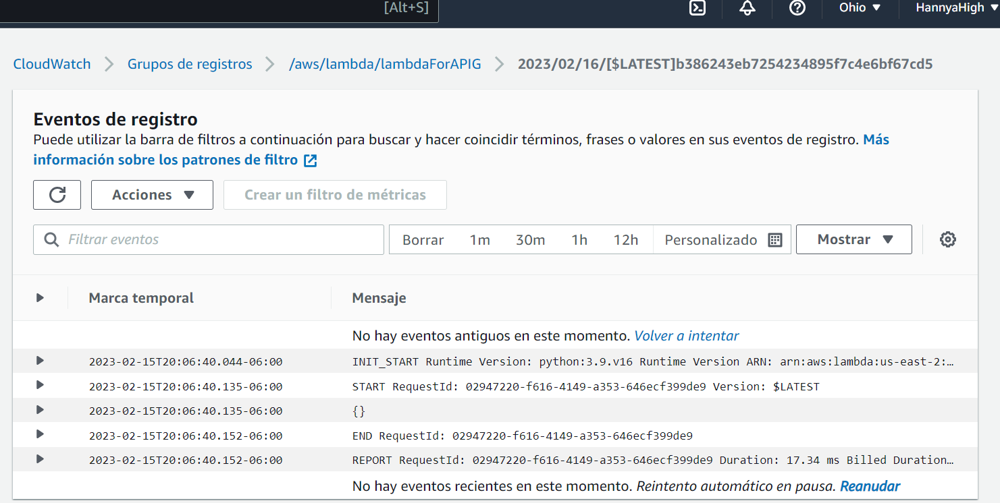 [Alt+S] Ohio HannyaHigh
CloudWatch Grupos de registros /aws/lambda/lambdaForAPIG 2023/02/16/[$LATEST]b386243eb7254234895f7c4e6bf67cd5
Eventos de registro
Puede utilizar la barra de filtros a continuación para buscar y hacer coincidir términos, frases o valores en sus eventos de registro. Más
información sobre los patrones de filtro
Acciones Crear un filtro de métricas
Filtrar eventos Borrar 1m 30m 1h 12h Personalizado Mostrar
Marca temporal Mensaje
No hay eventos antiguos en este momento. Volver a intentar
2023-02-15T20:06:40.044-06:00 INIT_START Runtime Version: python:3.9.v16 Runtime Version ARN: arn:aws:lambda:us-east-2:…
2023-02-15T20:06:40.135-06:00 START RequestId: 02947220-f616-4149-a353-646ecf399de9 Version: $LATEST
2023-02-15T20:06:40.135-06:00 {}
2023-02-15T20:06:40.152-06:00 END RequestId: 02947220-f616-4149-a353-646ecf399de9
2023-02-15T20:06:40.152-06:00 REPORT RequestId: 02947220-f616-4149-a353-646ecf399de9 Duration: 17.34 ms Billed Duration…
No hay eventos recientes en este momento. Reintento automático en pausa. Reanudar